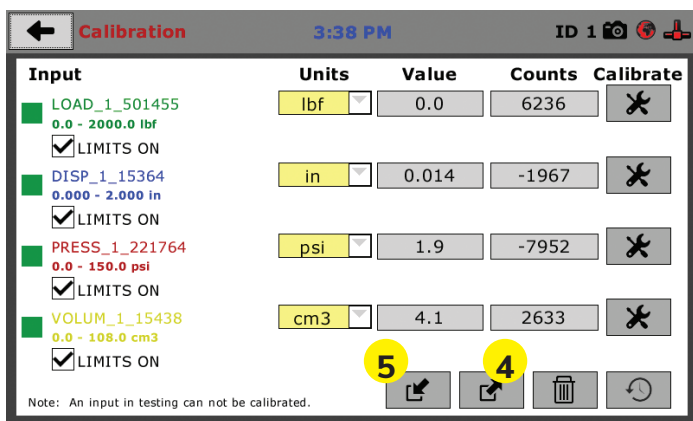 Calibration 3:38 PM ID 1
Input Units Value Counts Calibrate
LOAD_1_501455 lbf 0.0 6236
0.0 - 2000.0 lbf
LIMITS ON
DISP_1_15364 in 0.014 -1967
0.000 - 2.000 in
LIMITS ON
PRESS_1_221764 psi 1.9 -7952
0.0 - 150.0 psi
LIMITS ON
VOLUM_1_15438 cm3 4.1 2633
0.0 - 108.0 cm3
LIMITS ON
5 4
Note: An input in testing can not be calibrated.